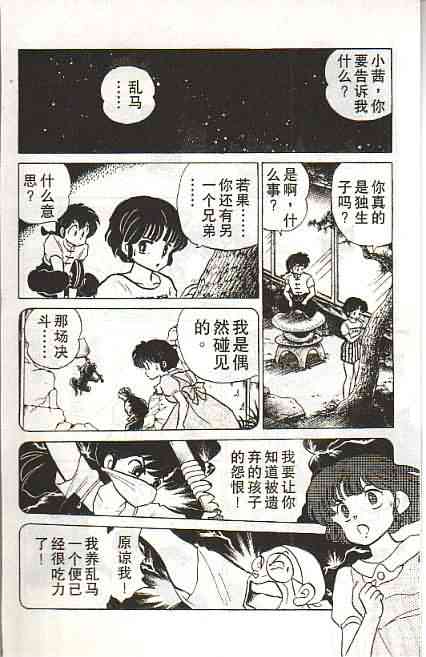 小茜，你
要告诉我
什么？
乱马
……
你真的
是独生
子吗？
是啊，什
么事？
若果……
你还有另
一个兄弟
什么意
思？
我是偶
然碰见
的。
那场决
斗……
我要让你
知道被遗
弃的孩子
的怨恨！
原谅我！
我养乱马
一个便已
经很吃力
了！